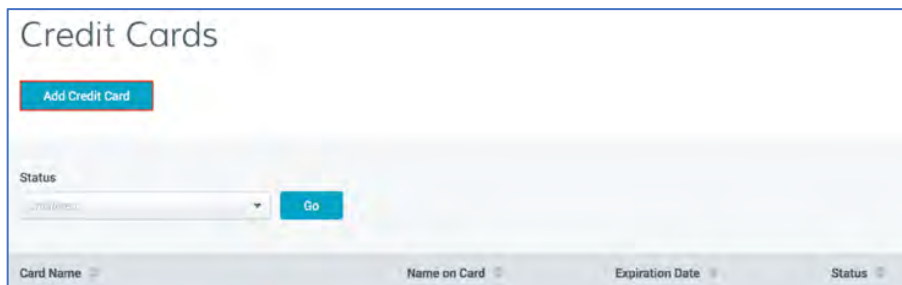 Credit Cards
Add Credit Card
Status
Go
Card Name Name on Card Expiration Date Status